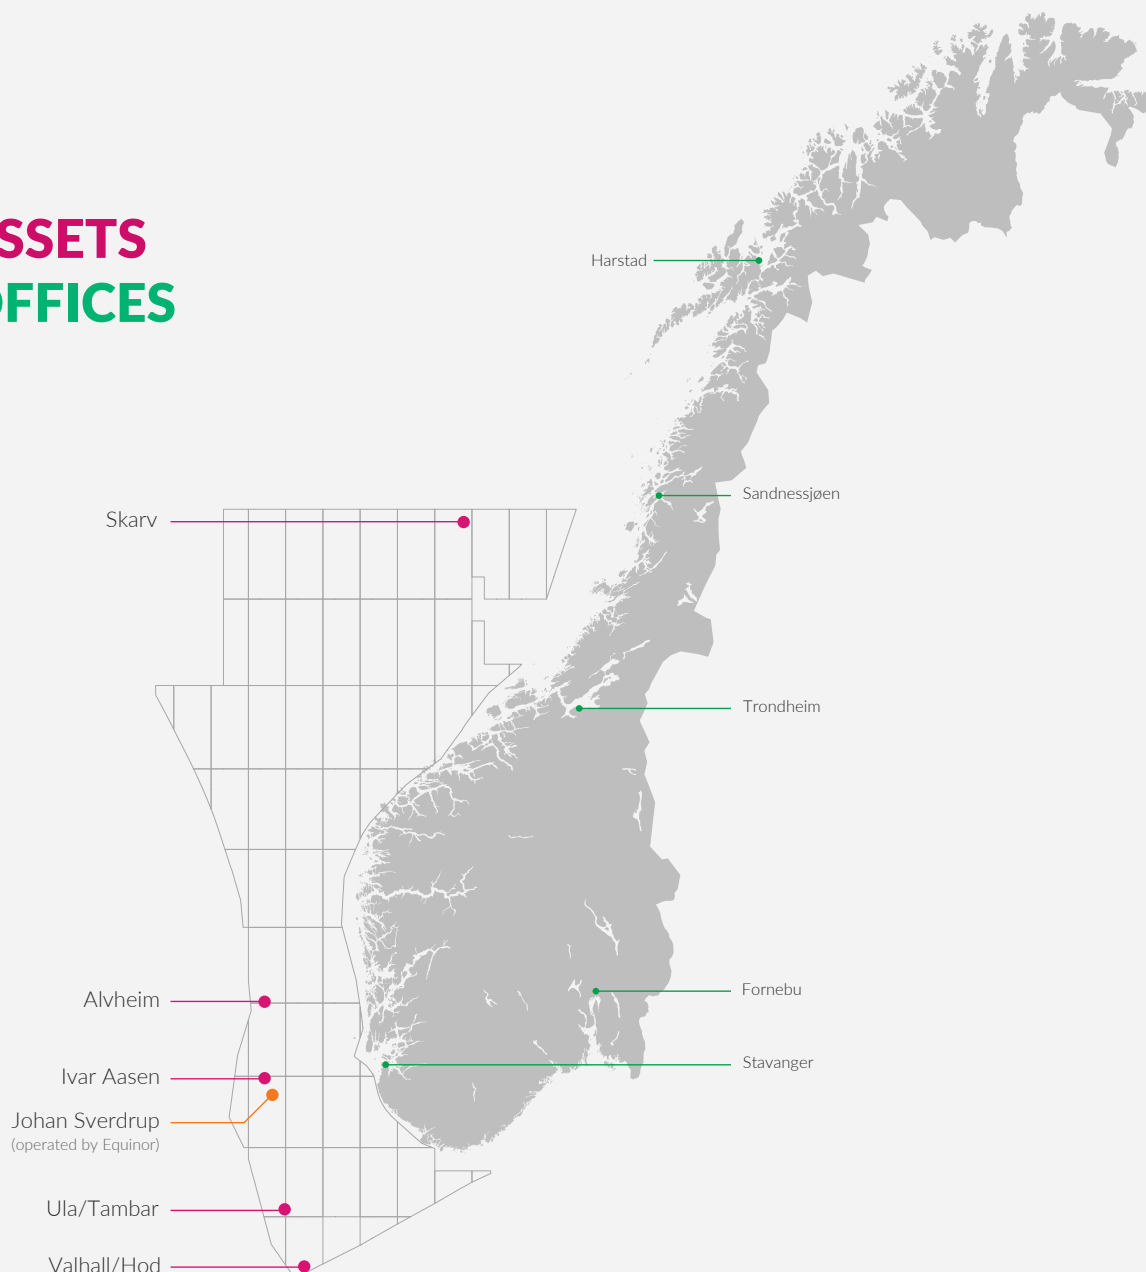 SSETS
OFFICES
Harstad
Sandnessjøen
Skarv
Trondheim
Fornebu
Alvheim
Stavanger
Ivar Aasen
Johan Sverdrup
(operated by Equinor)
Ula/Tambar
Valhall/Hod